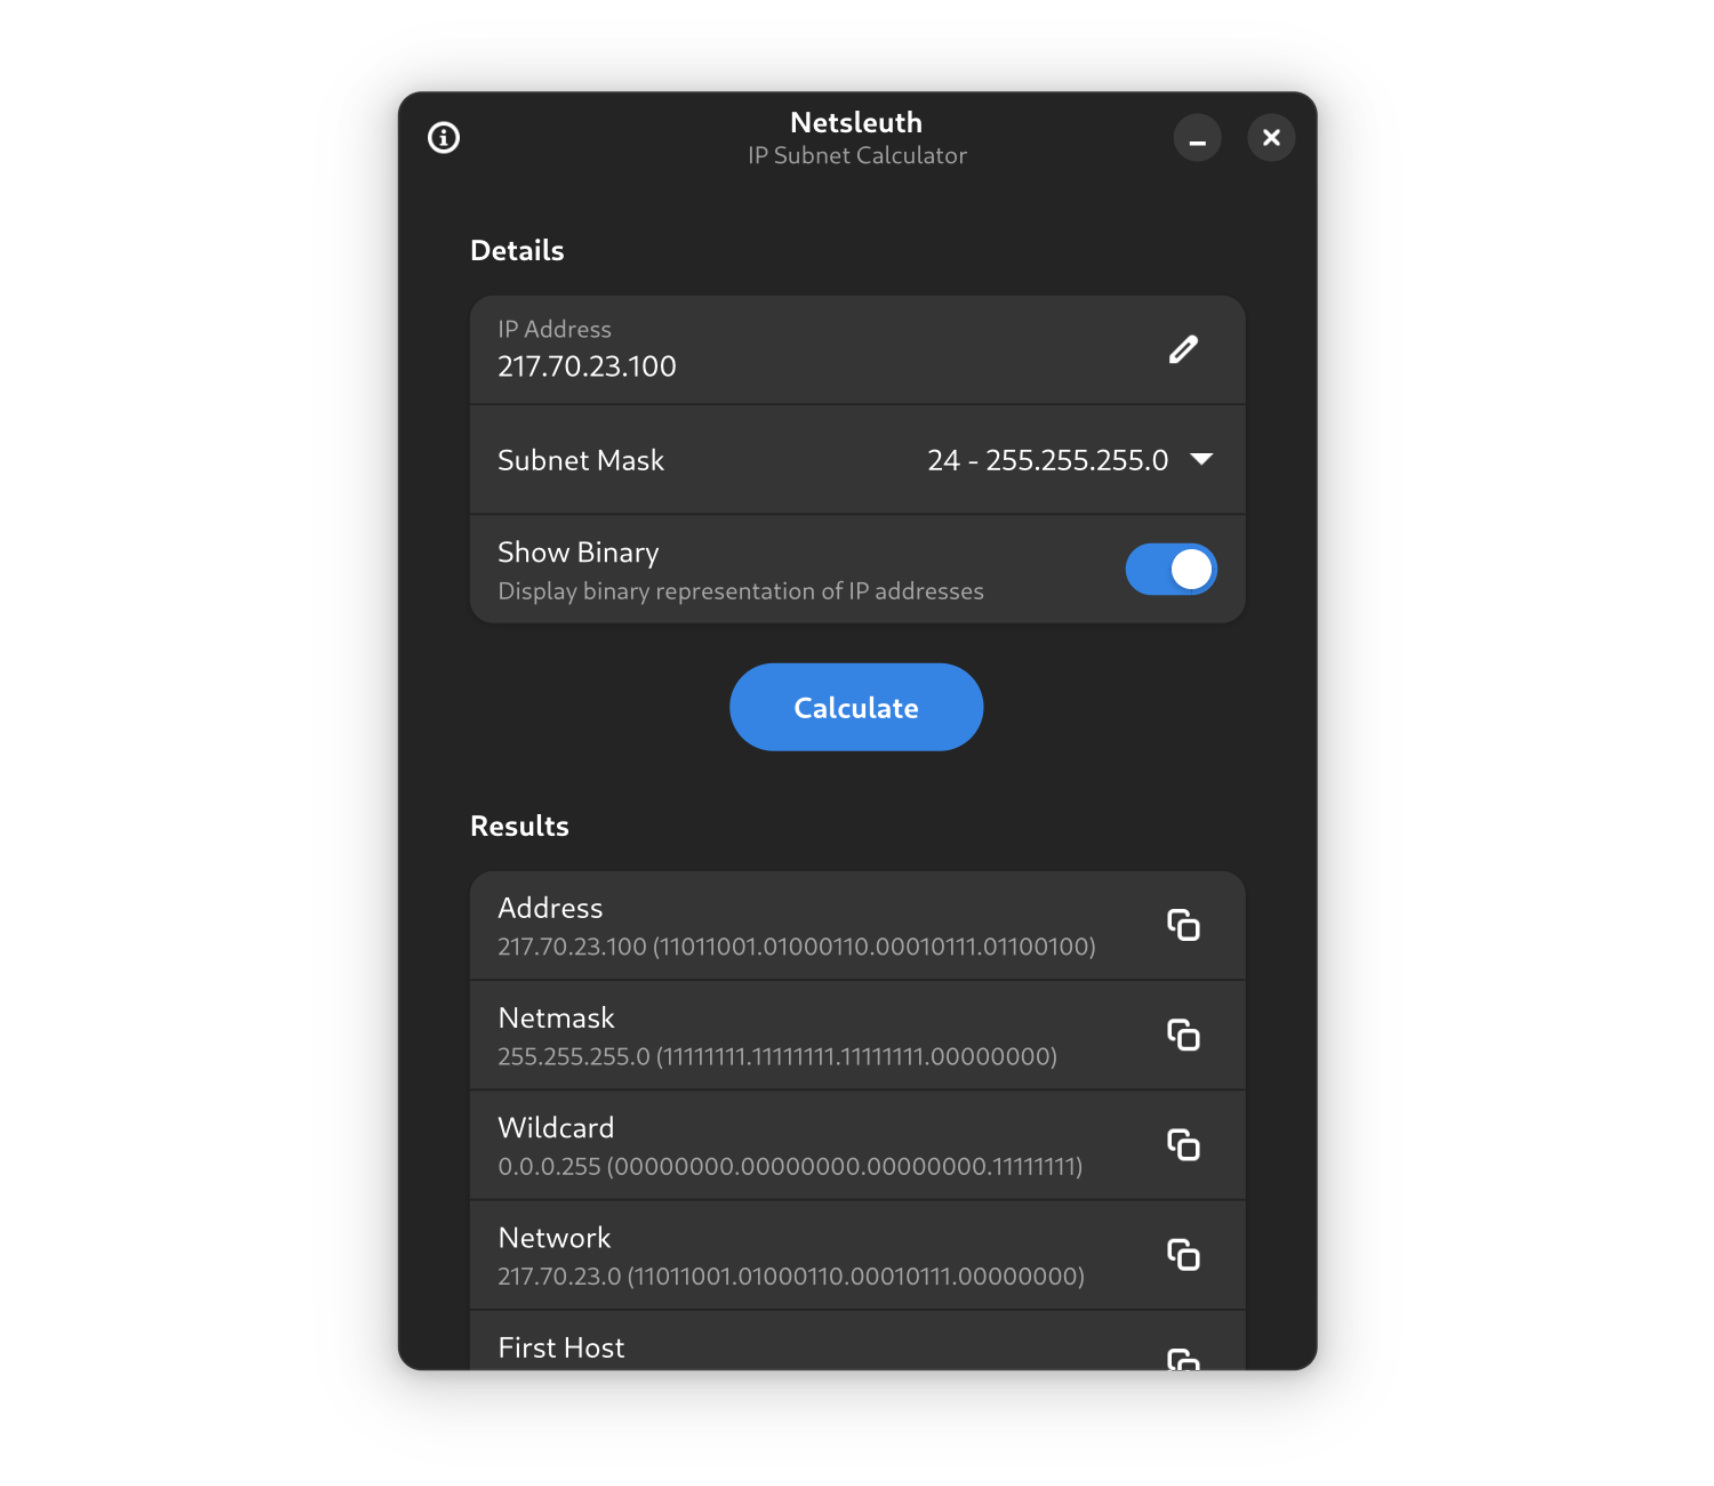 Netsleuth
IP Subnet Calculator
Details
IP Address
217.70.23.100
Subnet Mask
24 - 255.255.255.0
Show Binary
Display binary representation of IP addresses
Calculate
Results
Address
217.70.23.100 (11011001.01000110.00010111.01100100)
Netmask
255.255.255.0 (11111111.11111111.11111111.00000000)
Wildcard
0.0.0.255 (00000000.00000000.00000000.11111111)
Network
217.70.23.0 (11011001.01000110.00010111.00000000)
First Host